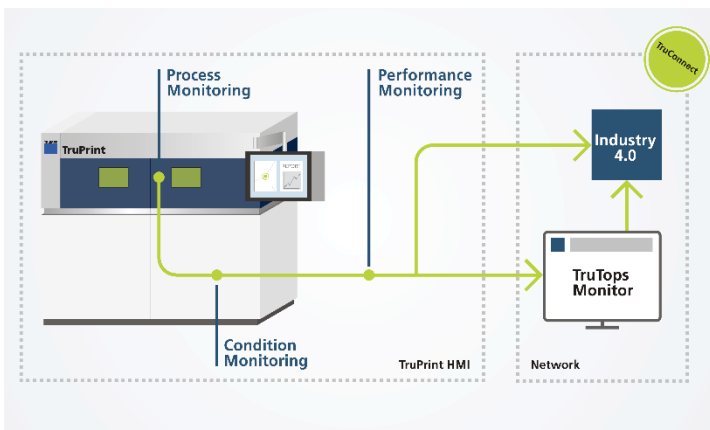 TruConnect
Process
Monitoring
Performance
Monitoring
TruPrint
Industry
4.0
TruTops
Monitor
Condition
Monitoring
TruPrint HMI
Network